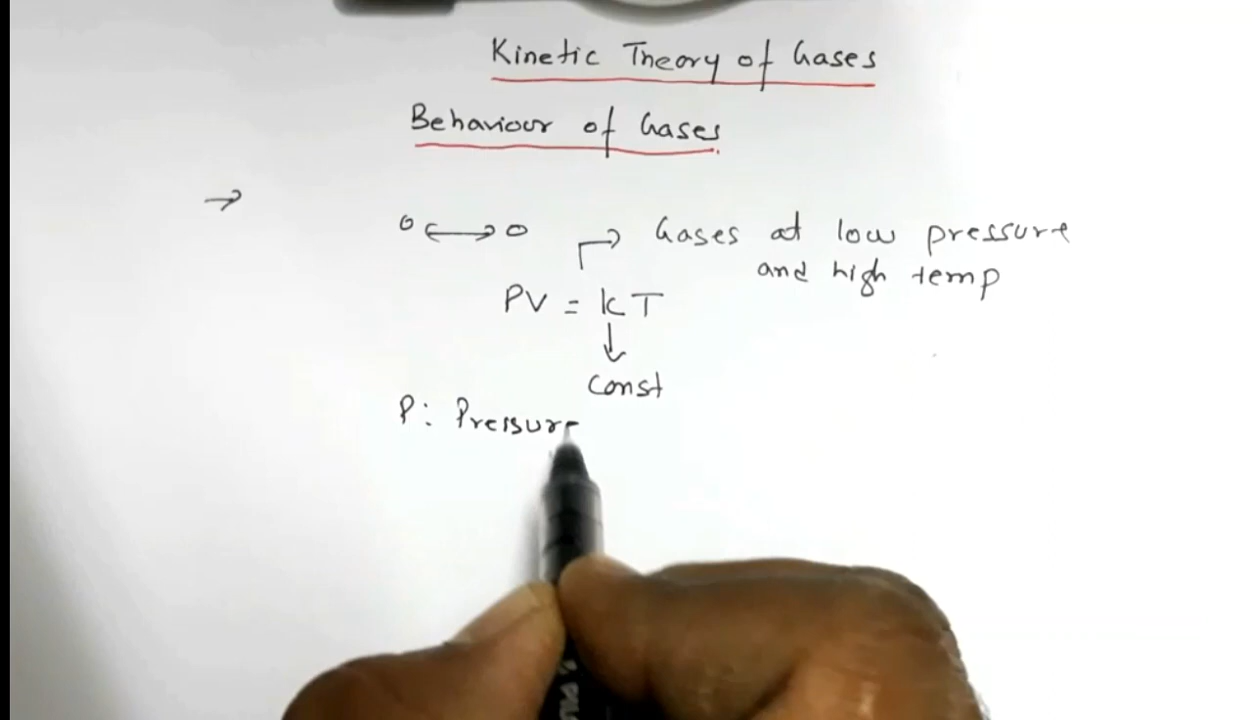 Kinetic Theory of Gases
Behaviour of Gases
→
o ↔ o → Gases at low pressure
and high temp
PV = kT
↓
Const
P: Pressure